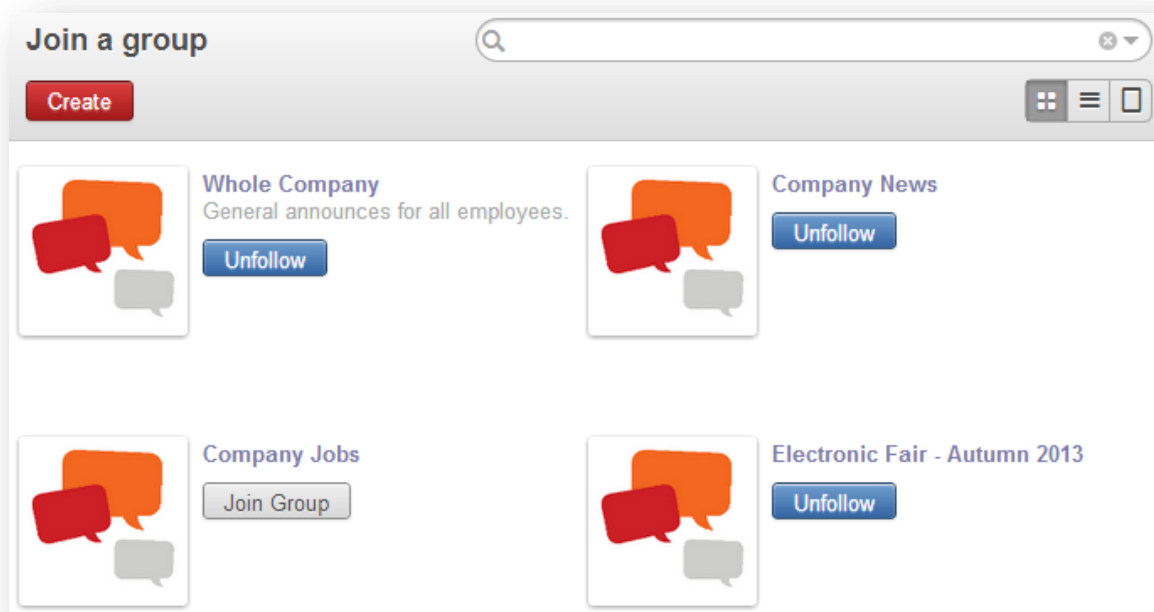 Join a group
Create
Whole Company
General announces for all employees.
Unfollow
Company News
Unfollow
Company Jobs
Join Group
Electronic Fair - Autumn 2013
Unfollow